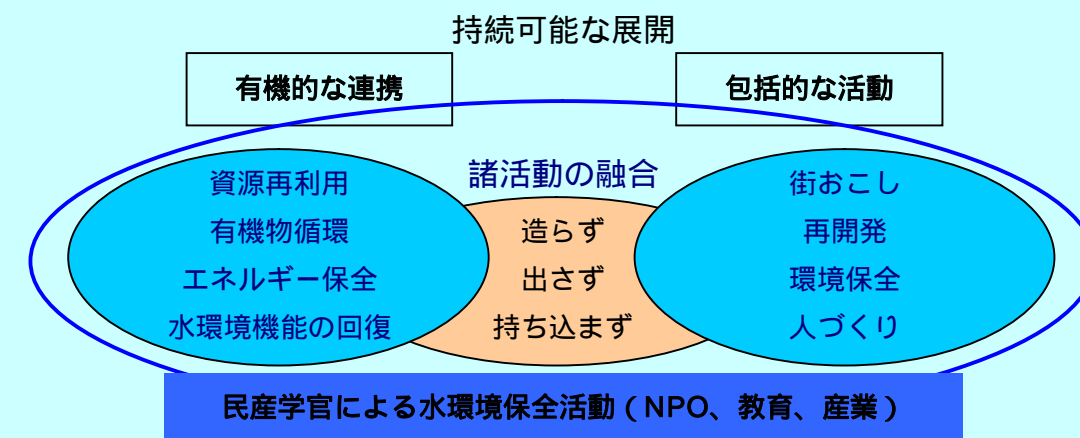 持続可能な展開
有機的な連携
包括的な活動
諸活動の融合
資源再利用
有機物循環
エネルギー保全
水環境機能の回復
造らず
出さず
持ち込まず
街おこし
再開発
環境保全
人づくり
民産学官による水環境保全活動（NPO、教育、産業）